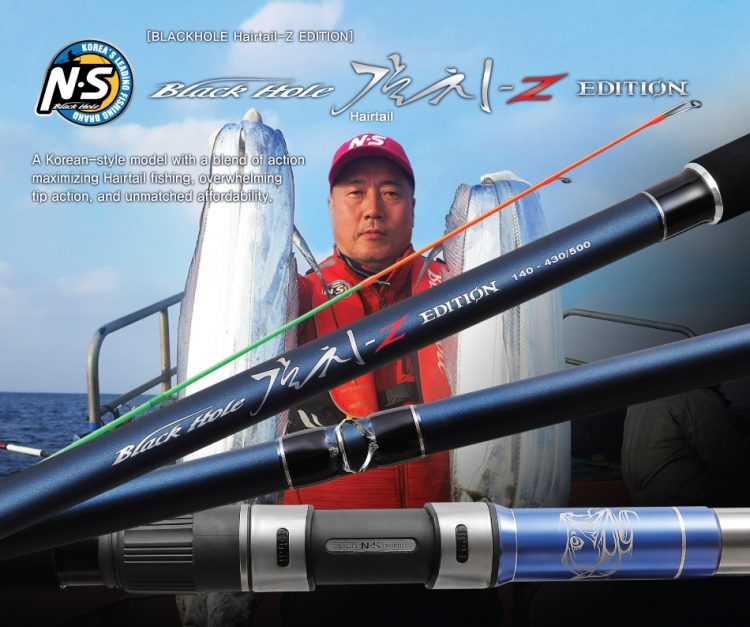 [BLACKHOLE Hairtail-Z EDITION]
KOREA'S LEADING FISHING BRAND
N·S
Black Hole
Black Hole 갈치-Z EDITION
Hairtail
A Korean-style model with a blend of action
maximizing Hairtail fishing, overwhelming
tip action, and unmatched affordability.
N·S
N·S
Black Hole 갈치-Z EDITION 140 - 430/500
N·S